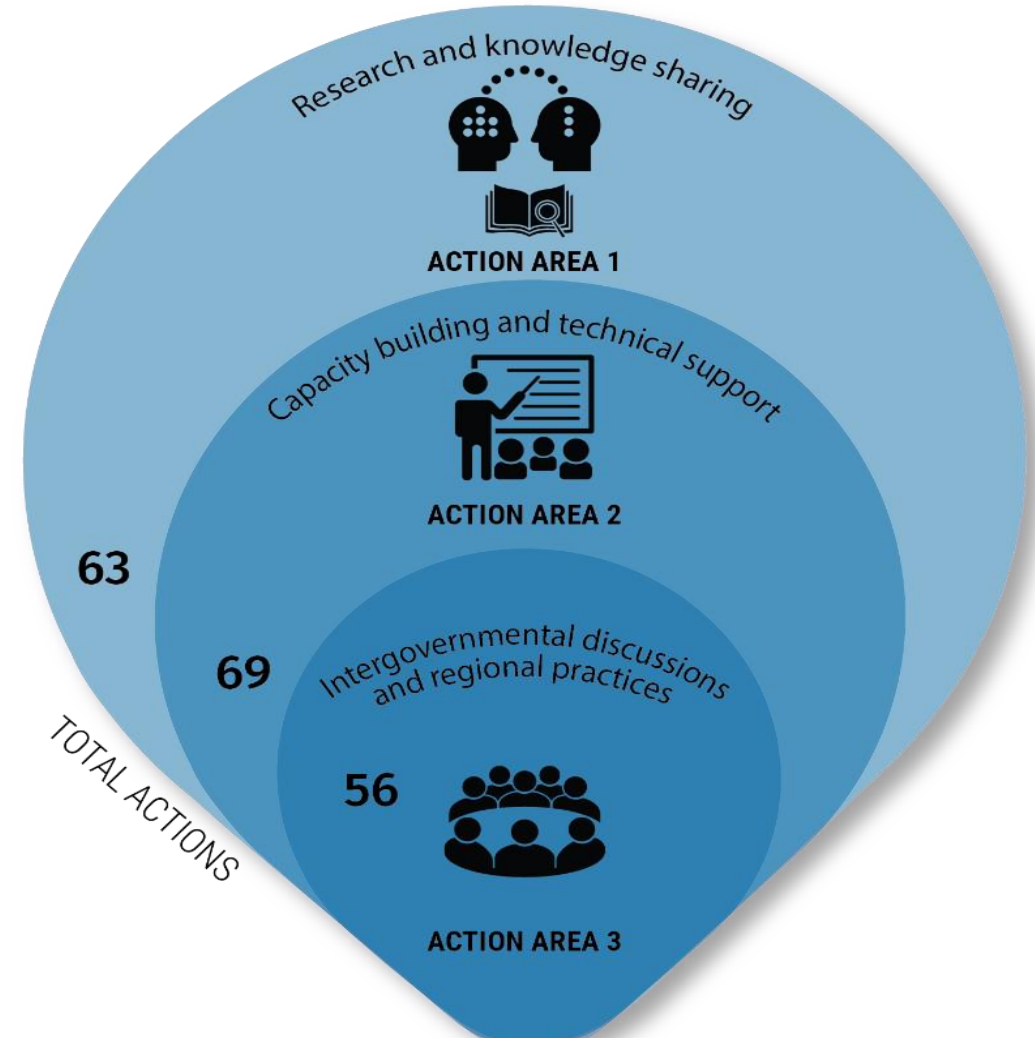 Research and knowledge sharing
ACTION AREA 1
Capacity building and technical support
ACTION AREA 2
63
Intergovernmental discussions
and regional practices
69
56
TOTAL ACTIONS
ACTION AREA 3